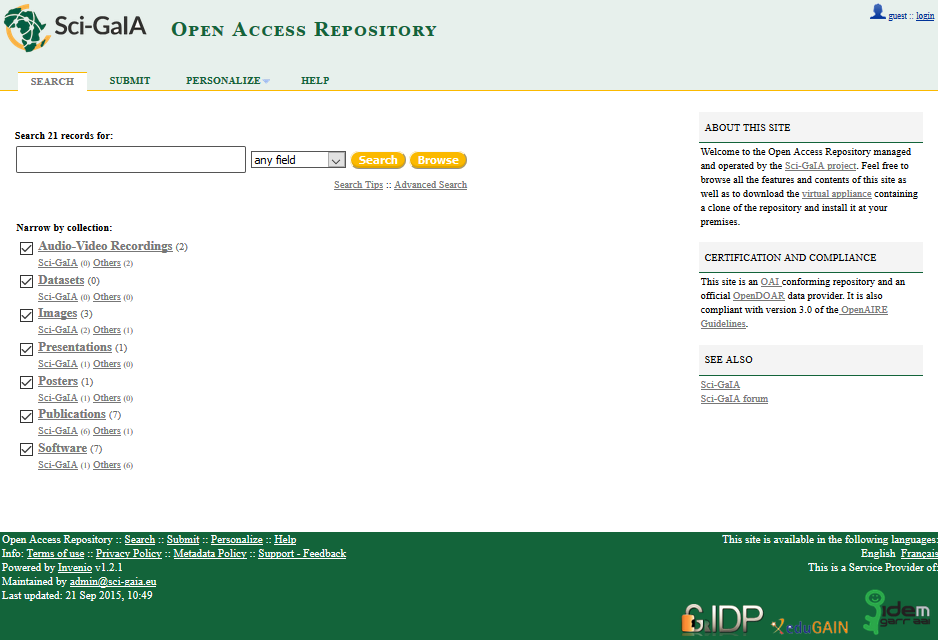 Sci-GaIA
OPEN ACCESS REPOSITORY
guest :: login
SEARCH SUBMIT PERSONALIZE HELP
Search 21 records for:
any field Search Browse
Search Tips :: Advanced Search
Narrow by collection:
Audio-Video Recordings (2)
Sci-GaIA (0) Others (2)
Datasets (0)
Sci-GaIA (0) Others (0)
Images (3)
Sci-GaIA (2) Others (1)
Presentations (1)
Sci-GaIA (1) Others (0)
Posters (1)
Sci-GaIA (1) Others (0)
Publications (7)
Sci-GaIA (6) Others (1)
Software (7)
Sci-GaIA (1) Others (6)
ABOUT THIS SITE
Welcome to the Open Access Repository managed
and operated by the Sci-GaIA project. Feel free to
browse all the features and contents of this site as
well as to download the virtual appliance containing
a clone of the repository and install it at your
premises.
CERTIFICATION AND COMPLIANCE
This site is an OAI conforming repository and an
official OpenDOAR data provider. It is also
compliant with version 3.0 of the OpenAIRE
Guidelines.
SEE ALSO
Sci-GaIA
Sci-GaIA forum
Open Access Repository :: Search :: Submit :: Personalize :: Help
Info: Terms of use :: Privacy Policy :: Metadata Policy :: Support - Feedback
Powered by Invenio v1.2.1
Maintained by admin@sci-gaia.eu
Last updated: 21 Sep 2015, 10:49
This site is available in the following languages:
English Français
This is a Service Provider of:
GrIDP
eduGAIN
idem
garr aai